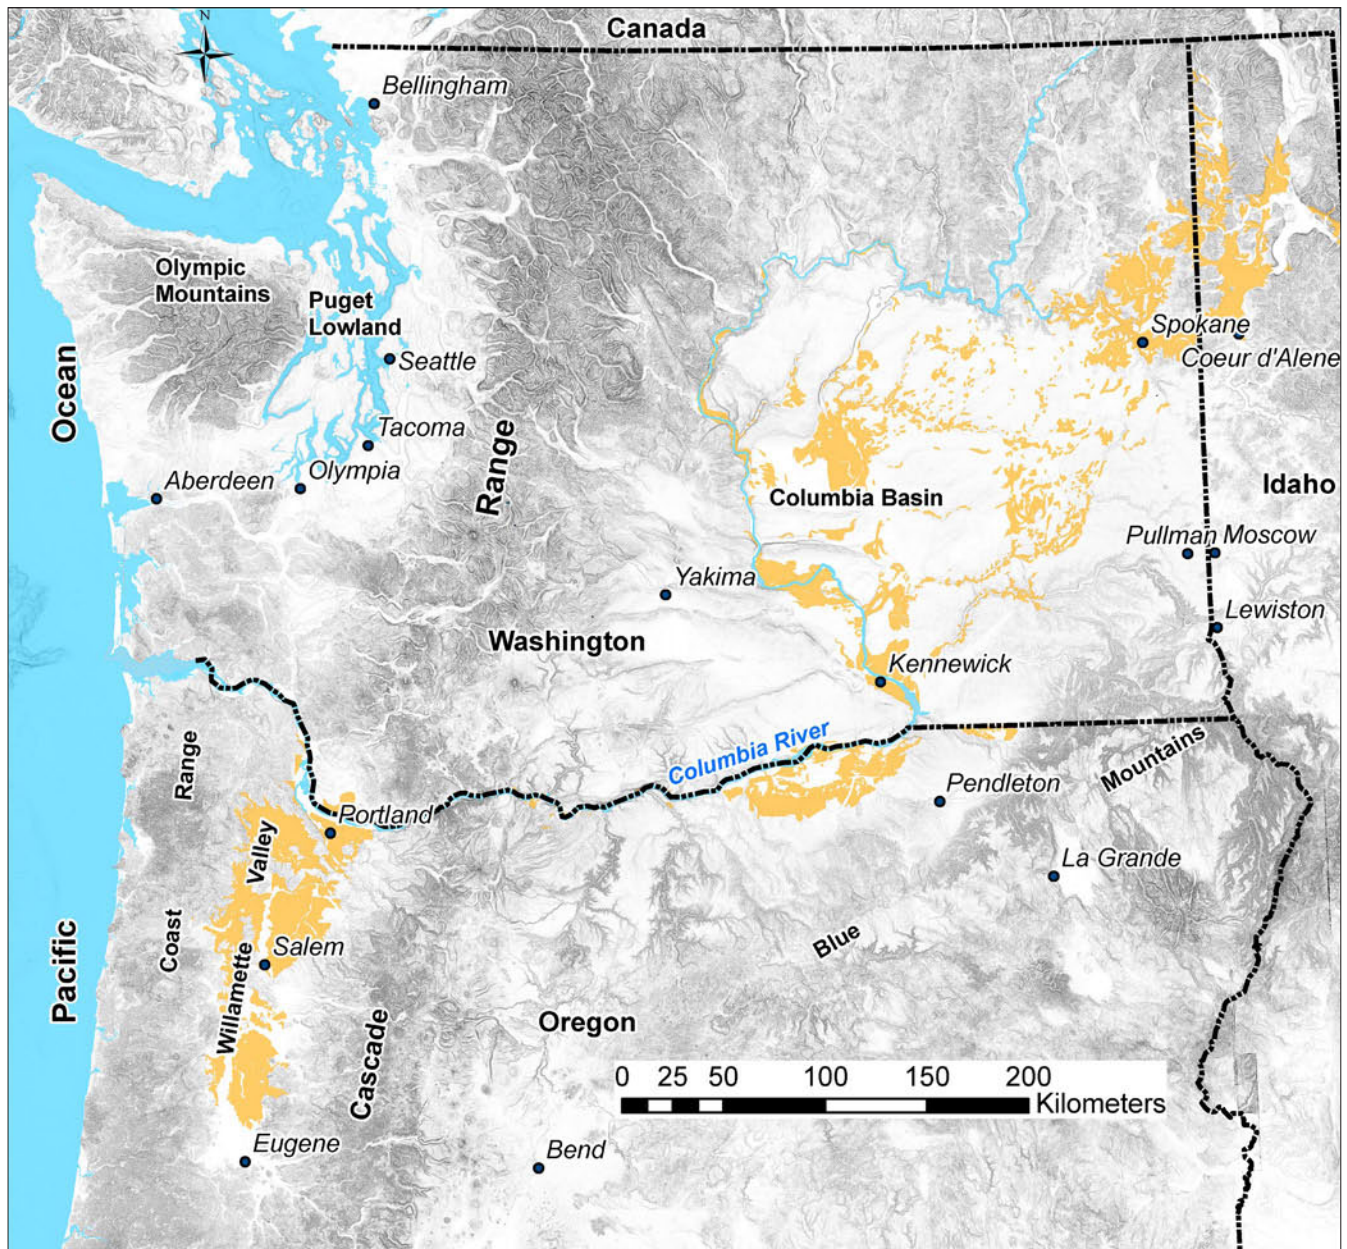 N
Canada
Bellingham
Olympic
Mountains
Puget
Lowland
Spokane
Coeur d'Alene
Seattle
Ocean
Tacoma
Range
Olympia
Aberdeen
Columbia Basin
Idaho
Pullman
Moscow
Yakima
Lewiston
Washington
Kennewick
Columbia River
Range
Mountains
Pendleton
Portland
Valley
La Grande
Blue
Coast
Salem
Pacific
Willamette
Oregon
Cascade
0 25 50 100 150 200
Kilometers
Eugene
Bend